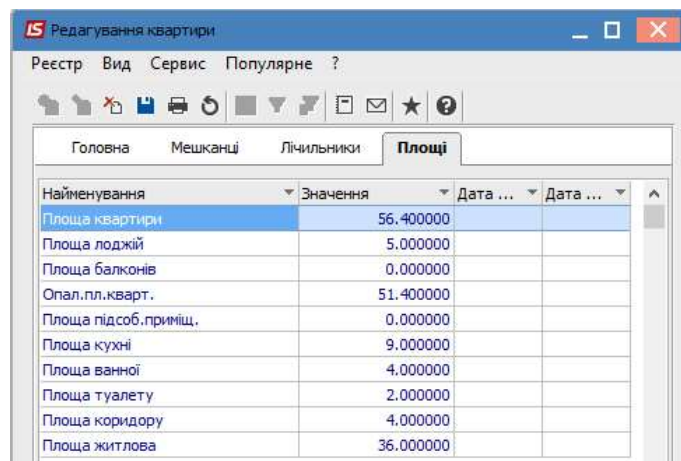 IS Редагування квартири
Реєстр Вид Сервис Популярне ?
Головна Мешканці Лічильники Площі
Найменування Значення Дата ... Дата ...
Площа квартири 56.400000
Площа лоджій 5.000000
Площа балконів 0.000000
Опал.пл.кварт. 51.400000
Площа підсоб.приміщ. 0.000000
Площа кухні 9.000000
Площа ванної 4.000000
Площа туалету 2.000000
Площа коридору 4.000000
Площа житлова 36.000000